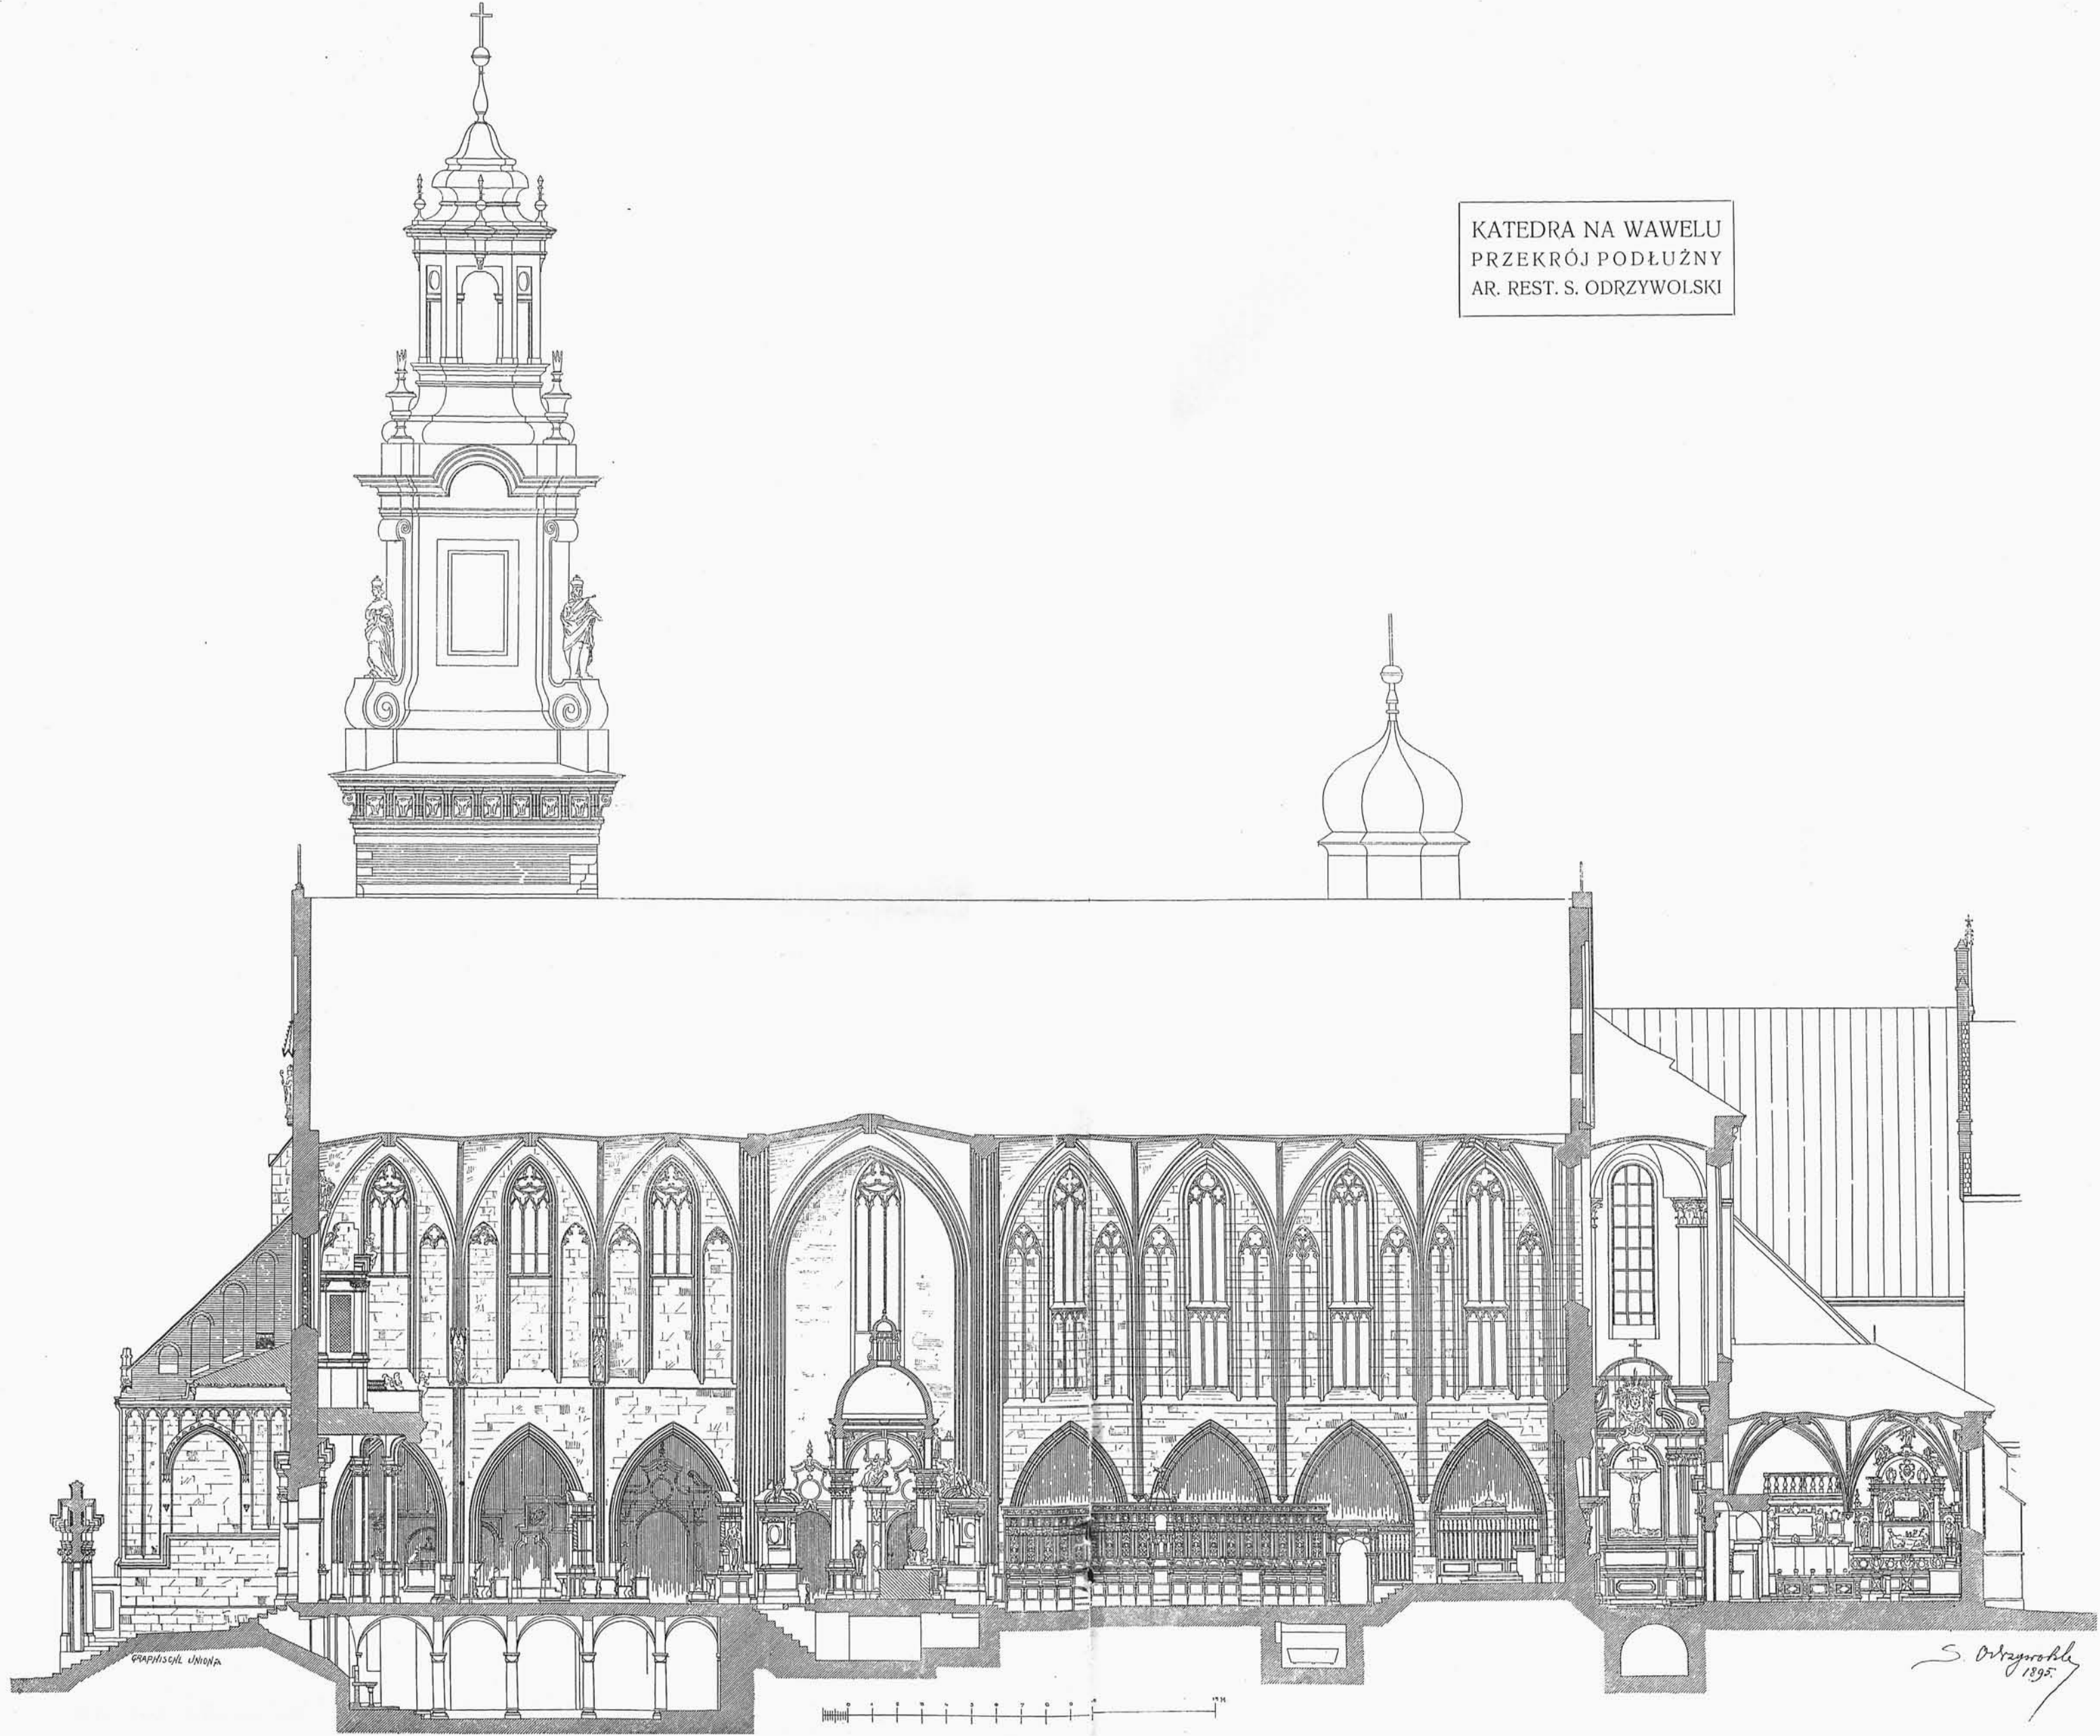 KATEDRA NA WAWELU
PRZEKRÓJ PODŁUŻNY
AR. REST. S. ODRZYWOLSKI
GRAPHISCHE UNION
S. Odrzywolski
1895.